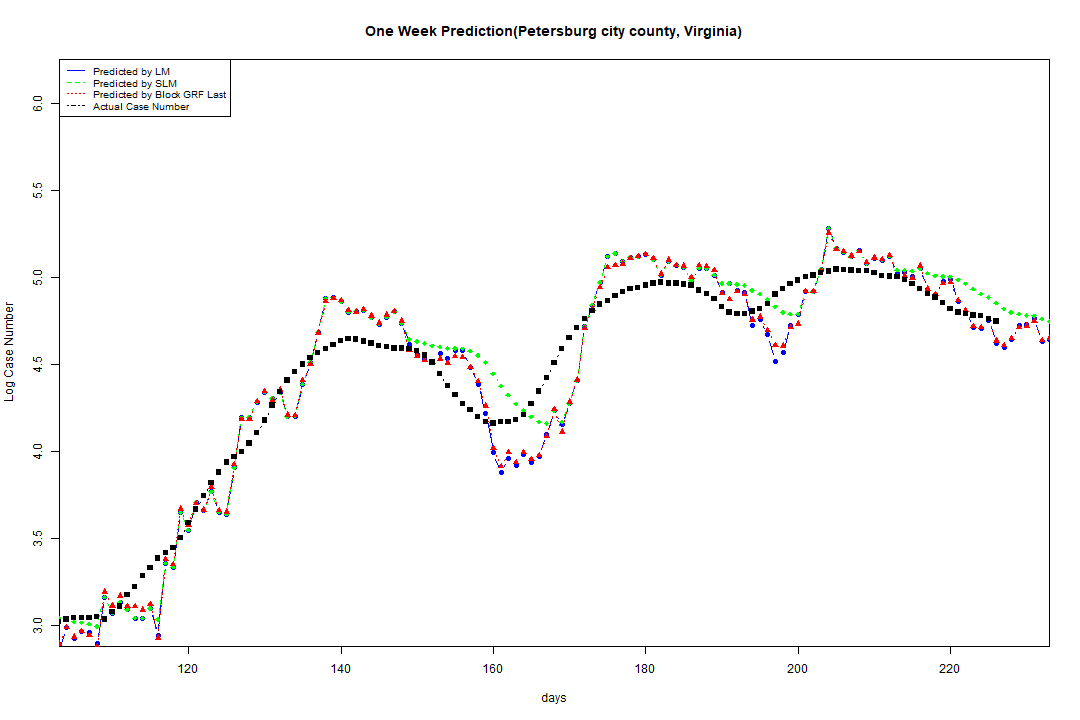 One Week Prediction(Petersburg city county, Virginia)
Predicted by LM
Predicted by SLM
Predicted by Block GRF Last
Actual Case Number
6.0
5.5
5.0
4.5
4.0
3.5
3.0
Log Case Number
120 140 160 180 200 220
days